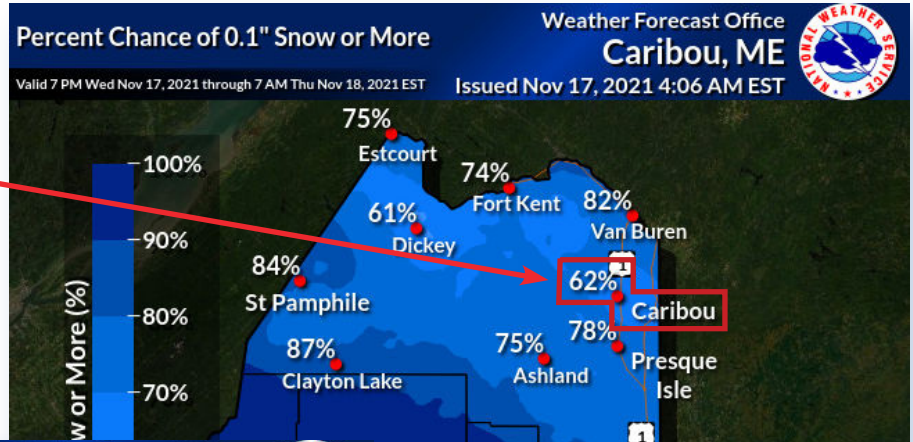 Percent Chance of 0.1" Snow or More
Valid 7 PM Wed Nov 17, 2021 through 7 AM Thu Nov 18, 2021 EST
Weather Forecast Office
Caribou, ME
Issued Nov 17, 2021 4:06 AM EST
NATIONAL WEATHER SERVICE
75%
Estcourt
100%
74%
Fort Kent
82%
Van Buren
61%
Dickey
90%
84%
St Pamphile
1
62%
Caribou
80%
87%
Clayton Lake
75%
Ashland
78%
Presque
Isle
70%
or More (%)
1